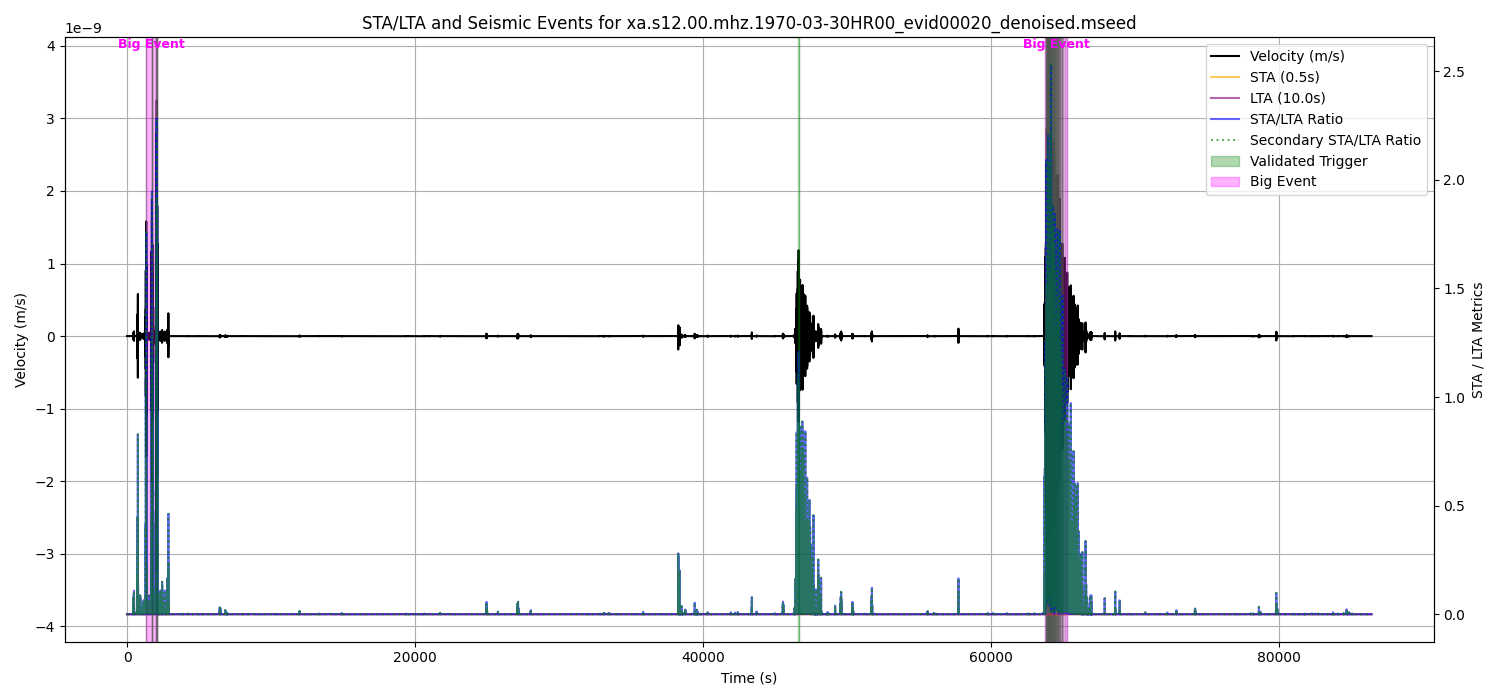 STA/LTA and Seismic Events for xa.s12.00.mhz.1970-03-30HR00_evid00020_denoised.mseed
1e−9
Big Event
Big Event
Velocity (m/s)
STA (0.5s)
LTA (10.0s)
STA/LTA Ratio
Secondary STA/LTA Ratio
Validated Trigger
Big Event
4
3
2
1
0
−1
−2
−3
−4
Velocity (m/s)
2.5
2.0
1.5
1.0
0.5
0.0
STA / LTA Metrics
0
20000
40000
60000
80000
Time (s)